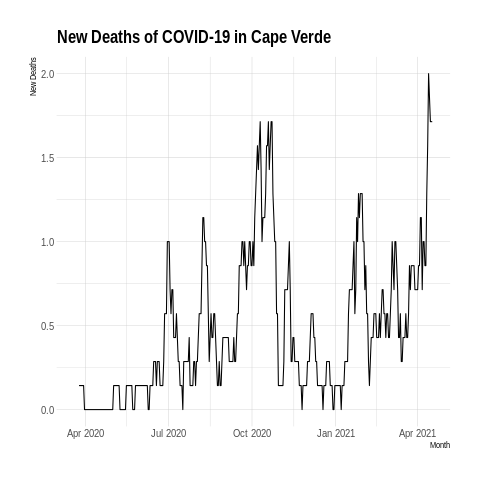 New Deaths of COVID-19 in Cape Verde
New Deaths
2.0
1.5
1.0
0.5
0.0
Apr 2020 Jul 2020 Oct 2020 Jan 2021 Apr 2021
Month